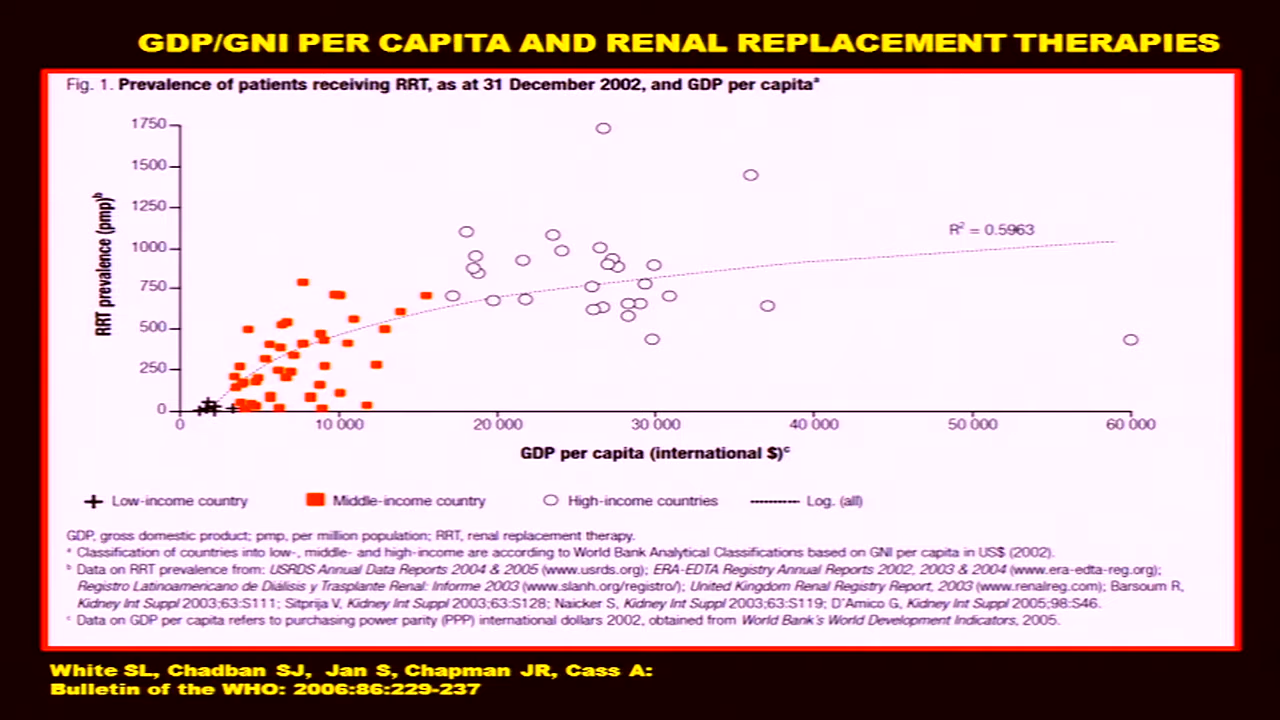 GDP/GNI PER CAPITA AND RENAL REPLACEMENT THERAPIES
Fig. 1. Prevalence of patients receiving RRT, as at 31 December 2002, and GDP per capitaᵃ
1750
1500
1250
1000
750
500
250
0
RRT prevalence (pmp)ᵇ
R² = 0.5963
0
10 000
20 000
30 000
40 000
50 000
60 000
GDP per capita (international $)ᶜ
Low-income country
Middle-income country
High-income countries
Log. (all)
GDP, gross domestic product; pmp, per million population; RRT, renal replacement therapy.
ᵃ Classification of countries into low-, middle- and high-income are according to World Bank Analytical Classifications based on GNI per capita in US$ (2002).
ᵇ Data on RRT prevalence from: USRDS Annual Data Reports 2004 & 2005 (www.usrds.org); ERA-EDTA Registry Annual Reports 2002, 2003 & 2004 (www.era-edta-reg.org);
Registro Latinoamericano de Diálisis y Trasplante Renal: Informe 2003 (www.slanh.org/registro/); United Kingdom Renal Registry Report, 2003 (www.renalreg.com); Barsoum R,
Kidney Int Suppl 2003;63:S111; Sitprija V, Kidney Int Suppl 2003;63:S128; Naicker S, Kidney Int Suppl 2003;63:S119; D'Amico G, Kidney Int Suppl 2005;98:S46.
ᶜ Data on GDP per capita refers to purchasing power parity (PPP) international dollars 2002, obtained from World Bank's World Development Indicators, 2005.
White SL, Chadban SJ, Jan S, Chapman JR, Cass A:
Bulletin of the WHO: 2006:86:229-237